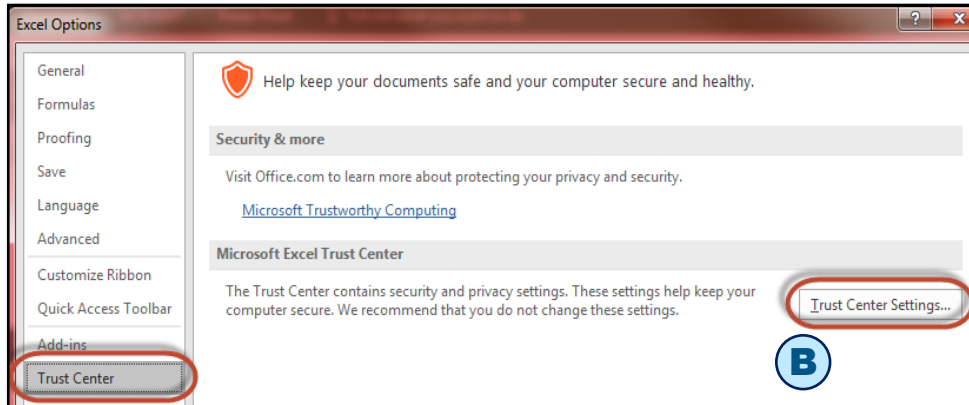 Excel Options
?
X
General
Formulas
Proofing
Save
Language
Advanced
Customize Ribbon
Quick Access Toolbar
Add-ins
Trust Center
Help keep your documents safe and your computer secure and healthy.
Security & more
Visit Office.com to learn more about protecting your privacy and security.
Microsoft Trustworthy Computing
Microsoft Excel Trust Center
The Trust Center contains security and privacy settings. These settings help keep your
computer secure. We recommend that you do not change these settings.
Trust Center Settings...
B